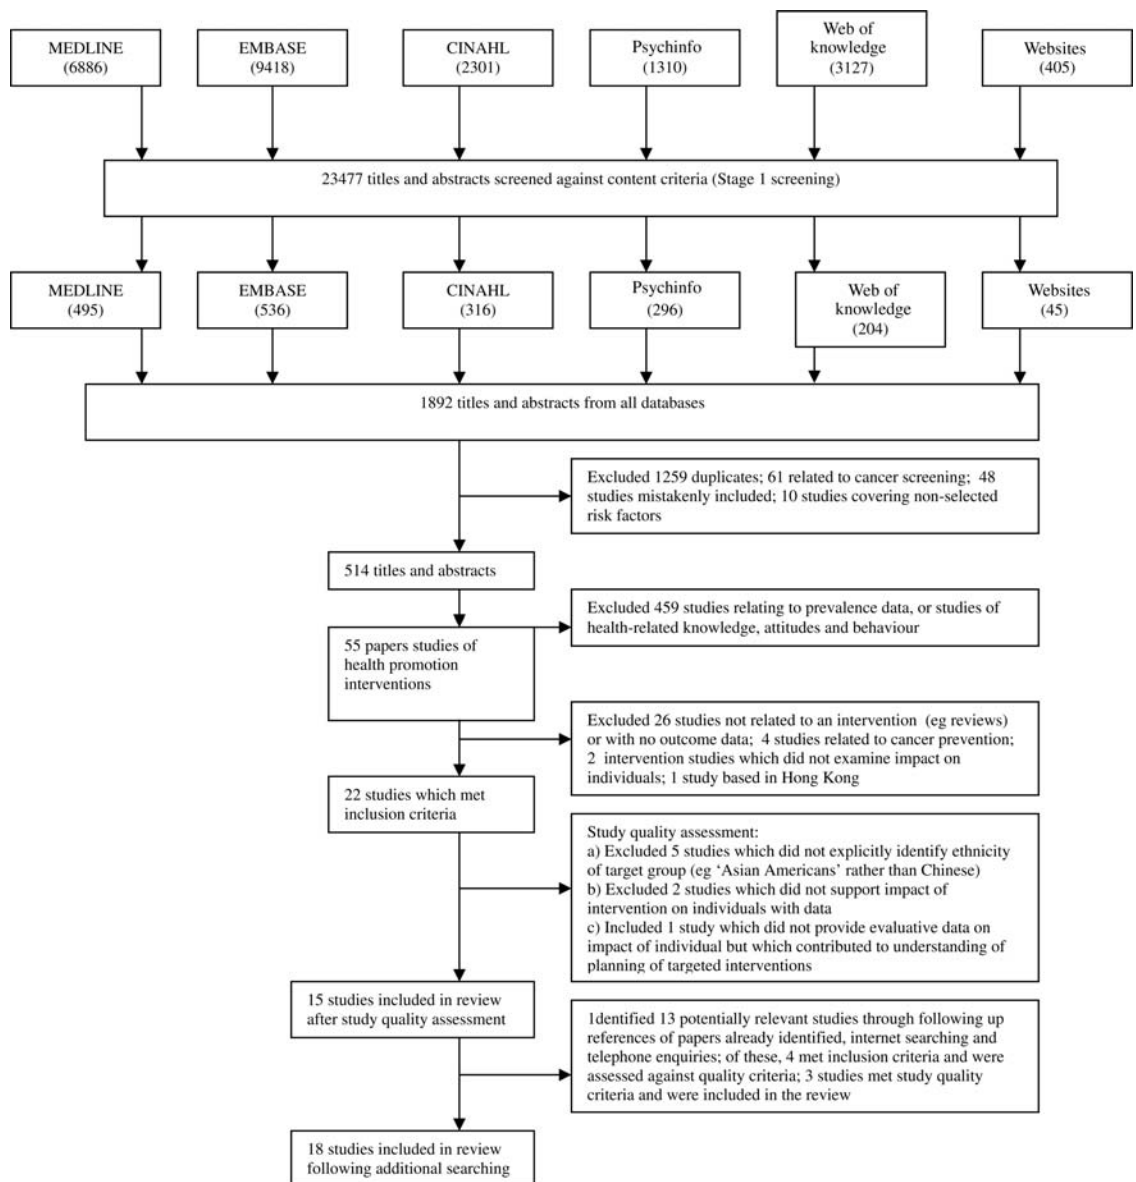 MEDLINE
(6886)
EMBASE
(9418)
CINAHL
(2301)
Psychinfo
(1310)
Web of
knowledge
(3127)
Websites
(405)
23477 titles and abstracts screened against content criteria (Stage 1 screening)
MEDLINE
(495)
EMBASE
(536)
CINAHL
(316)
Psychinfo
(296)
Web of
knowledge
(204)
Websites
(45)
1892 titles and abstracts from all databases
Excluded 1259 duplicates; 61 related to cancer screening; 48
studies mistakenly included; 10 studies covering non-selected
risk factors
514 titles and abstracts
Excluded 459 studies relating to prevalence data, or studies of
health-related knowledge, attitudes and behaviour
55 papers studies of
health promotion
interventions
Excluded 26 studies not related to an intervention (eg reviews)
or with no outcome data; 4 studies related to cancer prevention;
2 intervention studies which did not examine impact on
individuals; 1 study based in Hong Kong
22 studies which met
inclusion criteria
Study quality assessment:
a) Excluded 5 studies which did not explicitly identify ethnicity
of target group (eg ‘Asian Americans’ rather than Chinese)
b) Excluded 2 studies which did not support impact of
intervention on individuals with data
c) Included 1 study which did not provide evaluative data on
impact of individual but which contributed to understanding of
planning of targeted interventions
15 studies included in review
after study quality assessment
1dentified 13 potentially relevant studies through following up
references of papers already identified, internet searching and
telephone enquiries; of these, 4 met inclusion criteria and were
assessed against quality criteria; 3 studies met study quality
criteria and were included in the review
18 studies included in review
following additional searching